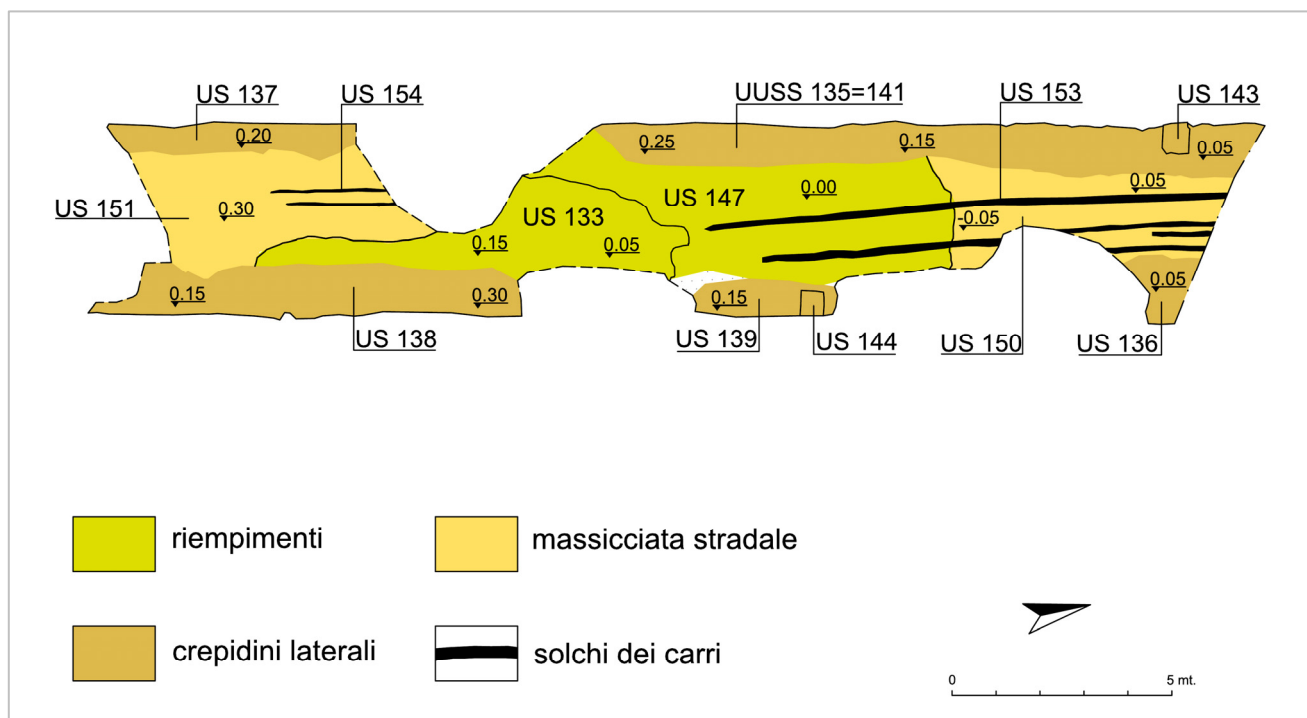 US 137
US 154
UUSS 135=141
US 153
US 143
0.20
0.25
0.15
0.05
US 151
0.30
US 133
US 147
0.00
0.05
-0.05
0.15
0.05
0.15
0.30
0.15
0.05
US 138
US 139
US 144
US 150
US 136
riempimenti
massicciata stradale
crepidini laterali
solchi dei carri
0
5 mt.